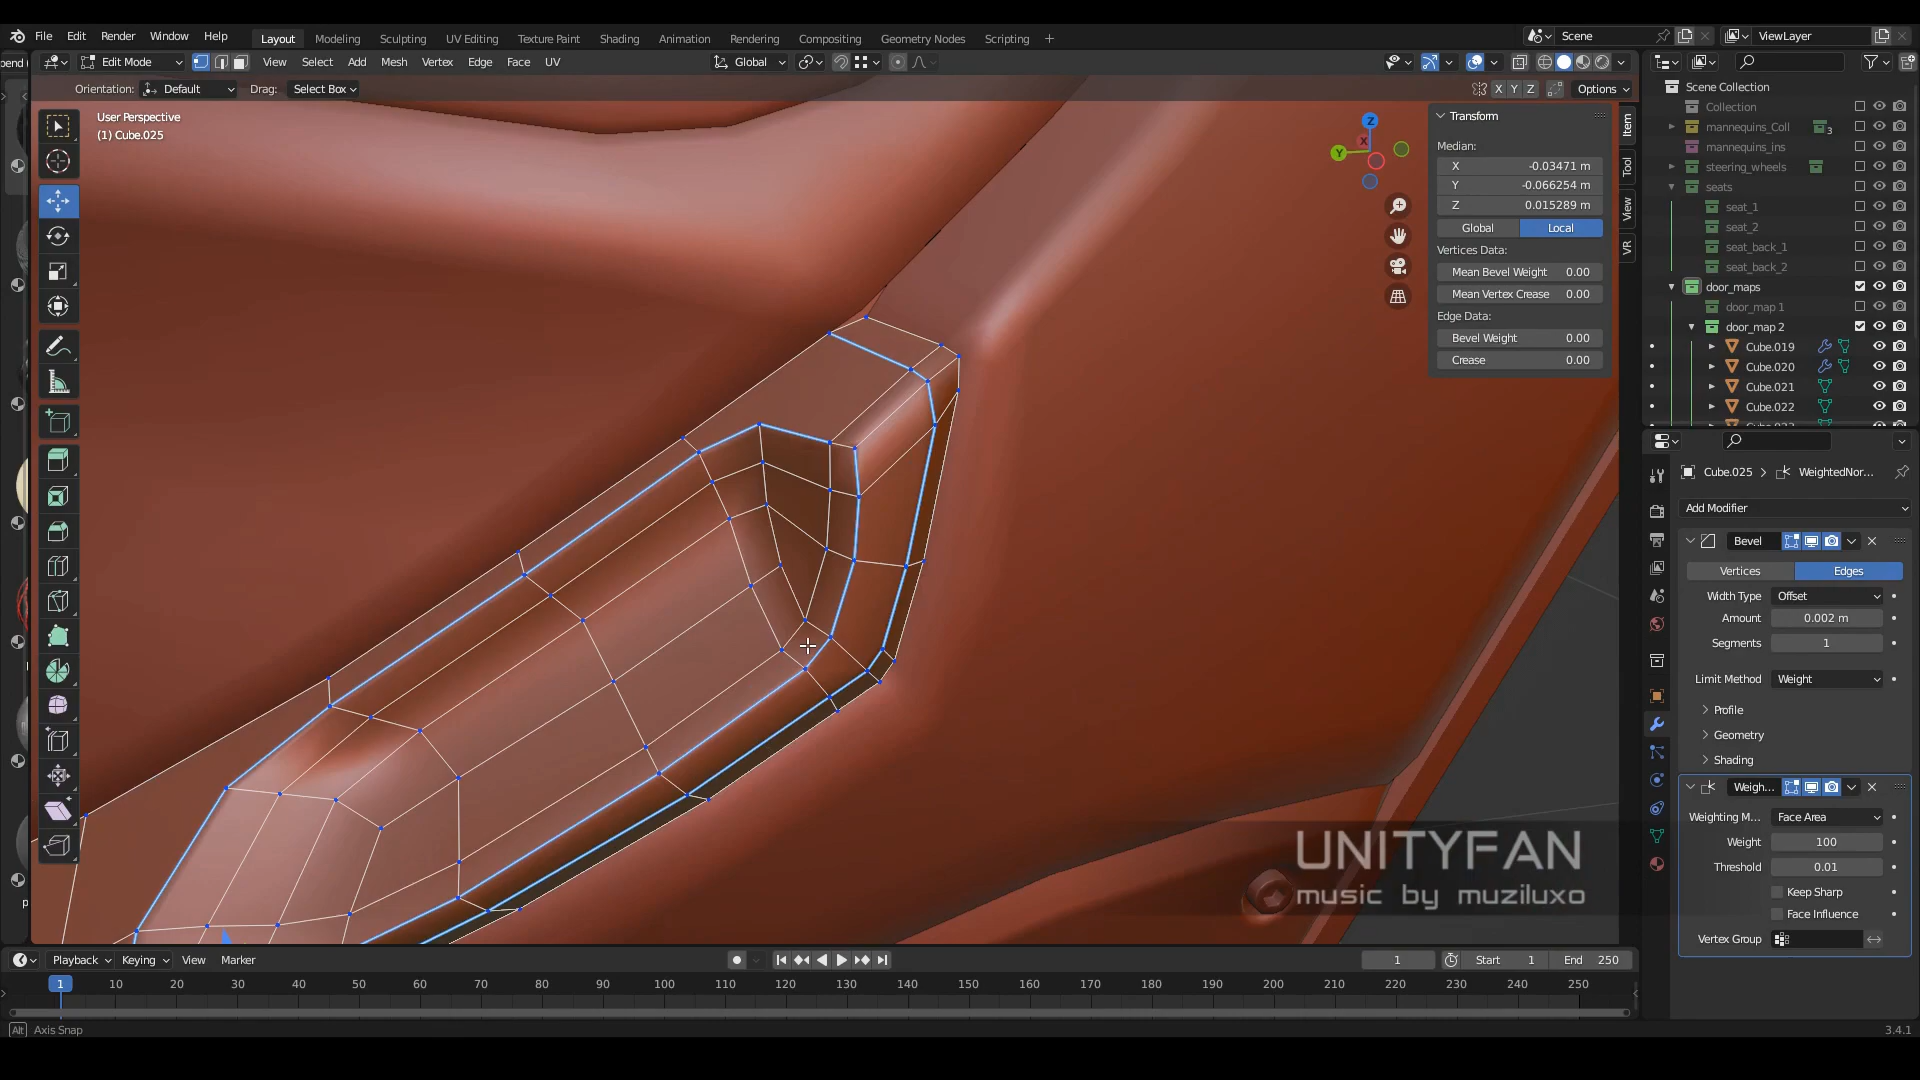 File Edit Render Window Help
Layout Modeling Sculpting UV Editing Texture Paint Shading Animation Rendering Compositing Geometry Nodes Scripting +
Scene ViewLayer
Edit Mode View Select Add Mesh Vertex Edge Face UV Global
Orientation: Default Drag: Select Box X Y Z Options
User Perspective
(1) Cube.025
Z
X
Y
Transform
Median:
X -0.03471 m
Y -0.066254 m
Z 0.015289 m
Global Local
Vertices Data:
Mean Bevel Weight 0.00
Mean Vertex Crease 0.00
Edge Data:
Bevel Weight 0.00
Crease 0.00
Item
Tool
View
VR
Scene Collection
Collection
mannequins_Coll 3
mannequins_ins
steering_wheels
seats
seat_1
seat_2
seat_back_1
seat_back_2
door_maps
door_map 1
door_map 2
Cube.019
Cube.020
Cube.021
Cube.022
Cube.025 > WeightedNor...
Add Modifier
Bevel
Vertices Edges
Width Type Offset
Amount 0.002 m
Segments 1
Limit Method Weight
Profile
Geometry
Shading
Weigh...
Weighting M... Face Area
Weight 100
Threshold 0.01
Keep Sharp
Face Influence
Vertex Group
UNITYFAN
music by muziluxo
Playback Keying View Marker 1 Start 1 End 250
1 10 20 30 40 50 60 70 80 90 100 110 120 130 140 150 160 170 180 190 200 210 220 230 240 250
Alt Axis Snap 3.4.1